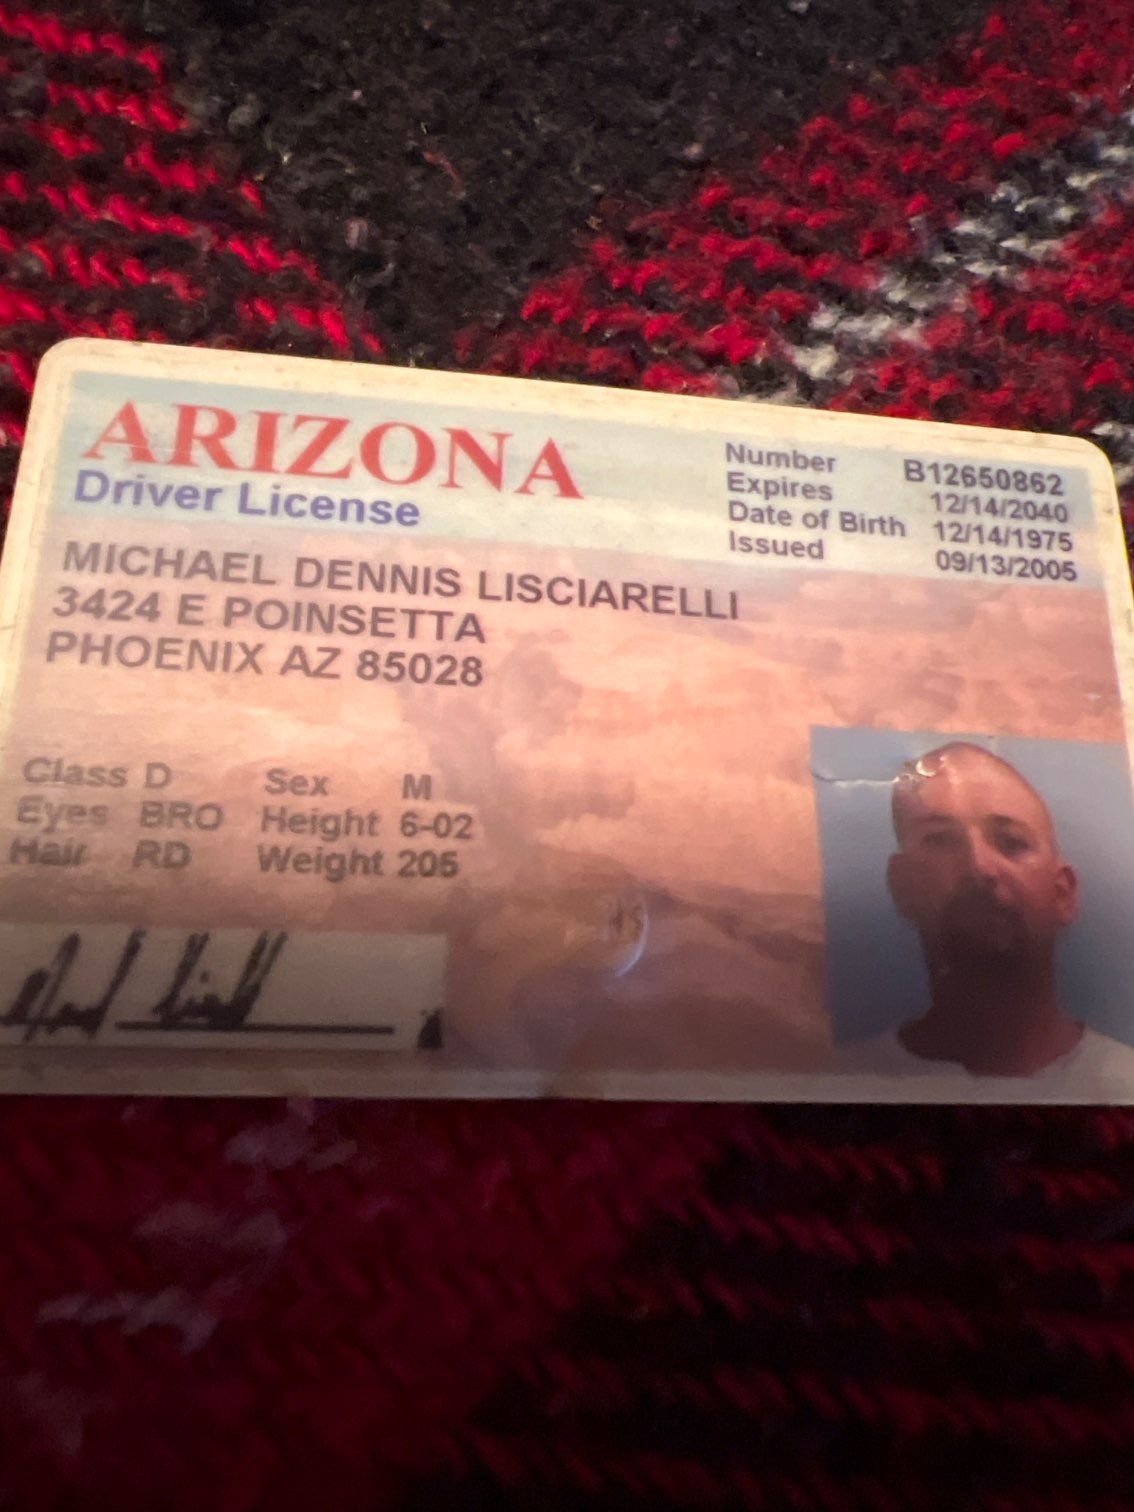 ARIZONA
Driver License
Number B12650862
Expires 12/14/2040
Date of Birth 12/14/1975
Issued 09/13/2005
MICHAEL DENNIS LISCIARELLI
3424 E POINSETTA
PHOENIX AZ 85028
Class D Sex M
Eyes BRO Height 6-02
Hair RD Weight 205